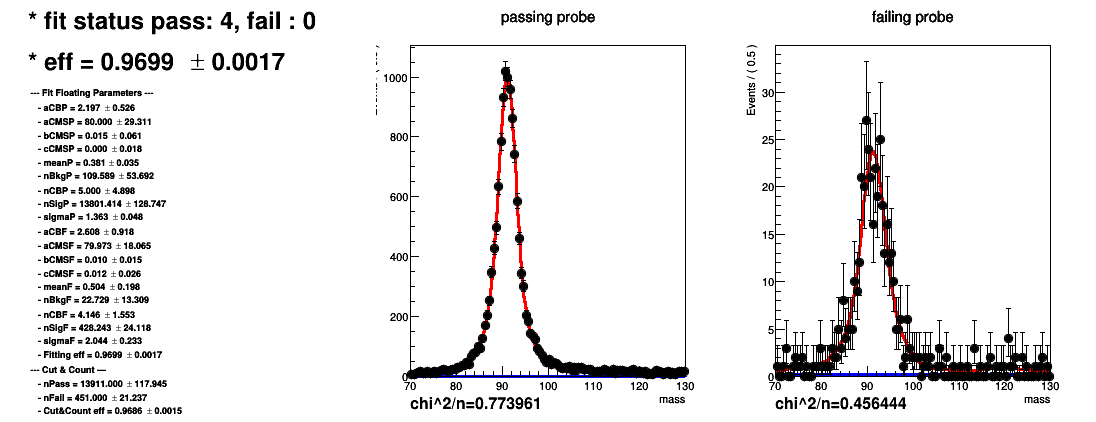 * fit status pass: 4, fail : 0
* eff = 0.9699 ± 0.0017
--- Fit Floating Parameters ---
- aCBP = 2.197 ± 0.526
- aCMSP = 80.000 ± 29.311
- bCMSP = 0.015 ± 0.061
- cCMSP = 0.000 ± 0.018
- meanP = 0.381 ± 0.035
- nBkgP = 109.589 ± 53.692
- nCBP = 5.000 ± 4.898
- nSigP = 13801.414 ± 128.747
- sigmaP = 1.363 ± 0.048
- aCBF = 2.608 ± 0.918
- aCMSF = 79.973 ± 18.065
- bCMSF = 0.010 ± 0.015
- cCMSF = 0.012 ± 0.026
- meanF = 0.504 ± 0.198
- nBkgF = 22.729 ± 13.309
- nCBF = 4.146 ± 1.553
- nSigF = 428.243 ± 24.118
- sigmaF = 2.044 ± 0.233
- Fitting eff = 0.9699 ± 0.0017
--- Cut & Count ---
- nPass = 13911.000 ± 117.945
- nFail = 451.000 ± 21.237
- Cut&Count eff = 0.9686 ± 0.0015
passing probe
1000
800
600
400
200
0
70 80 90 100 110 120 130
mass
chi^2/n=0.773961
failing probe
Events / ( 0.5 )
30
25
20
15
10
5
0
70 80 90 100 110 120 130
mass
chi^2/n=0.456444